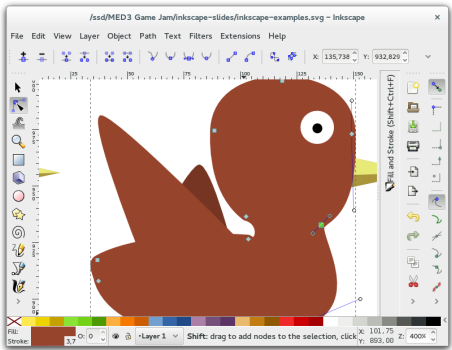 /ssd/MED3 Game Jam/inkscape-slides/inkscape-examples.svg - Inkscape
File Edit View Layer Object Path Text Filters Extensions Help
X: 135,738 Y: 932,829
25 50 75 100 125 150
Fill and Stroke (Shift+Ctrl+F)
Fill:
Stroke: 3,7 O: 0 •Layer 1 Shift: drag to add nodes to the selection, click
X: 101,75
Y: 893,00
Z: 400%